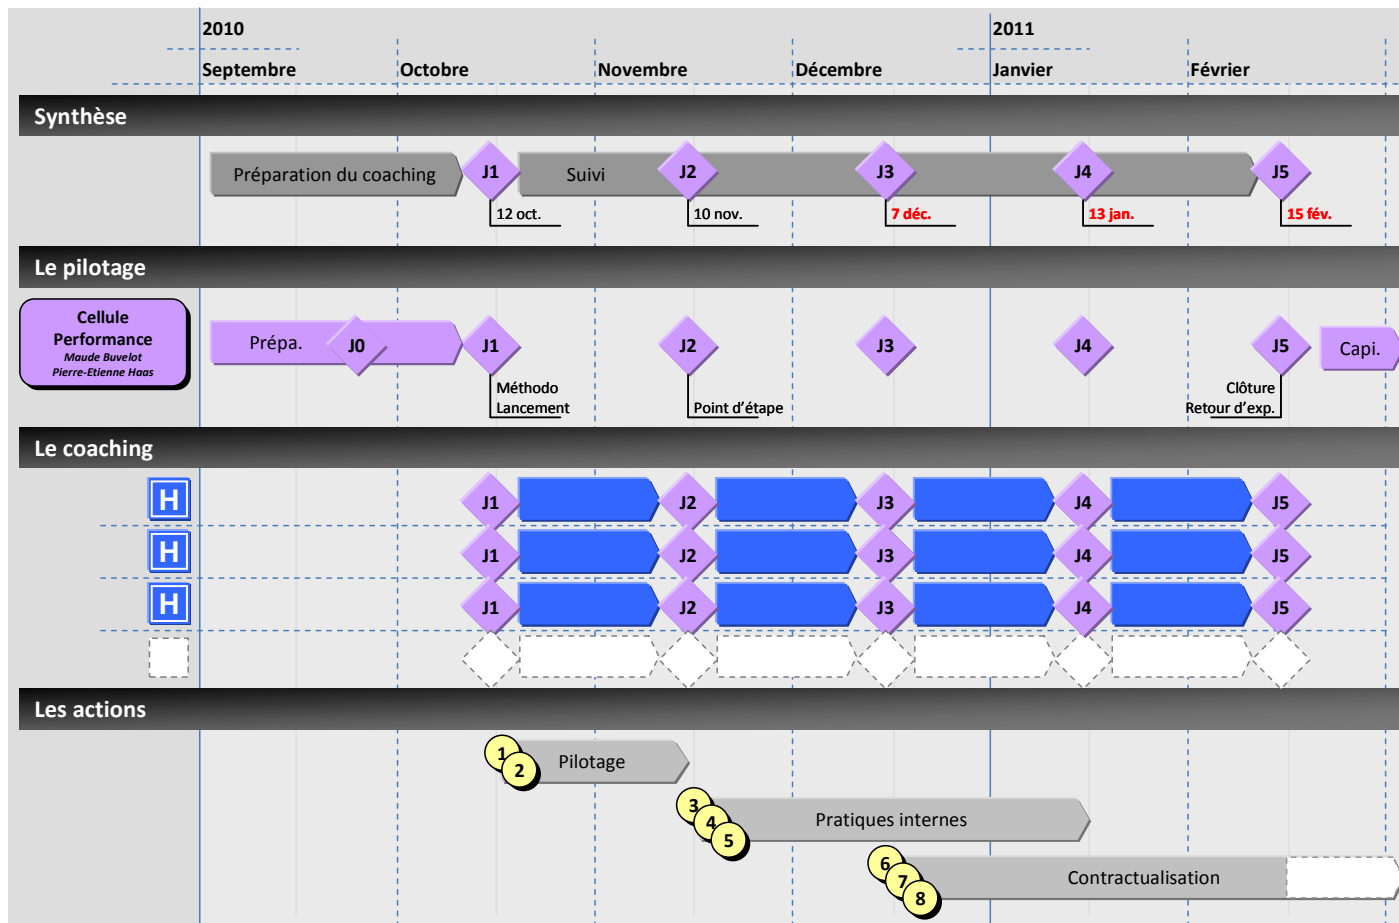 2010
2011
Septembre
Octobre
Novembre
Décembre
Janvier
Février
Synthèse
Préparation du coaching
J1
Suivi
J2
J3
J4
J5
12 oct.
10 nov.
7 déc.
13 jan.
15 fév.
Le pilotage
Cellule
Performance
Maude Buvelot
Pierre-Etienne Haas
Prépa.
J0
J1
J2
J3
J4
J5
Capi.
Méthodo
Lancement
Point d'étape
Clôture
Retour d'exp.
Le coaching
H
J1
J2
J3
J4
J5
H
J1
J2
J3
J4
J5
H
J1
J2
J3
J4
J5
Les actions
1
2
Pilotage
3
4
5
Pratiques internes
6
7
8
Contractualisation